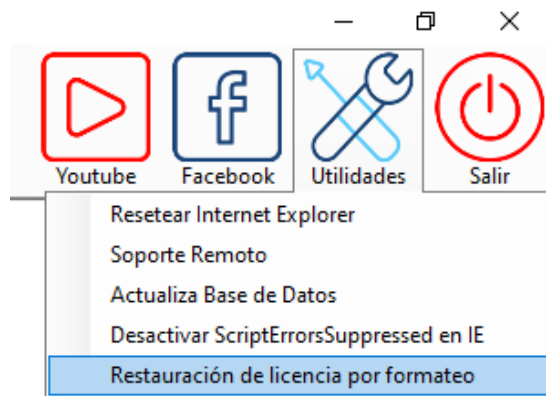 Youtube Facebook Utilidades Salir
Resetear Internet Explorer
Soporte Remoto
Actualiza Base de Datos
Desactivar ScriptErrorsSuppressed en IE
Restauración de licencia por formateo